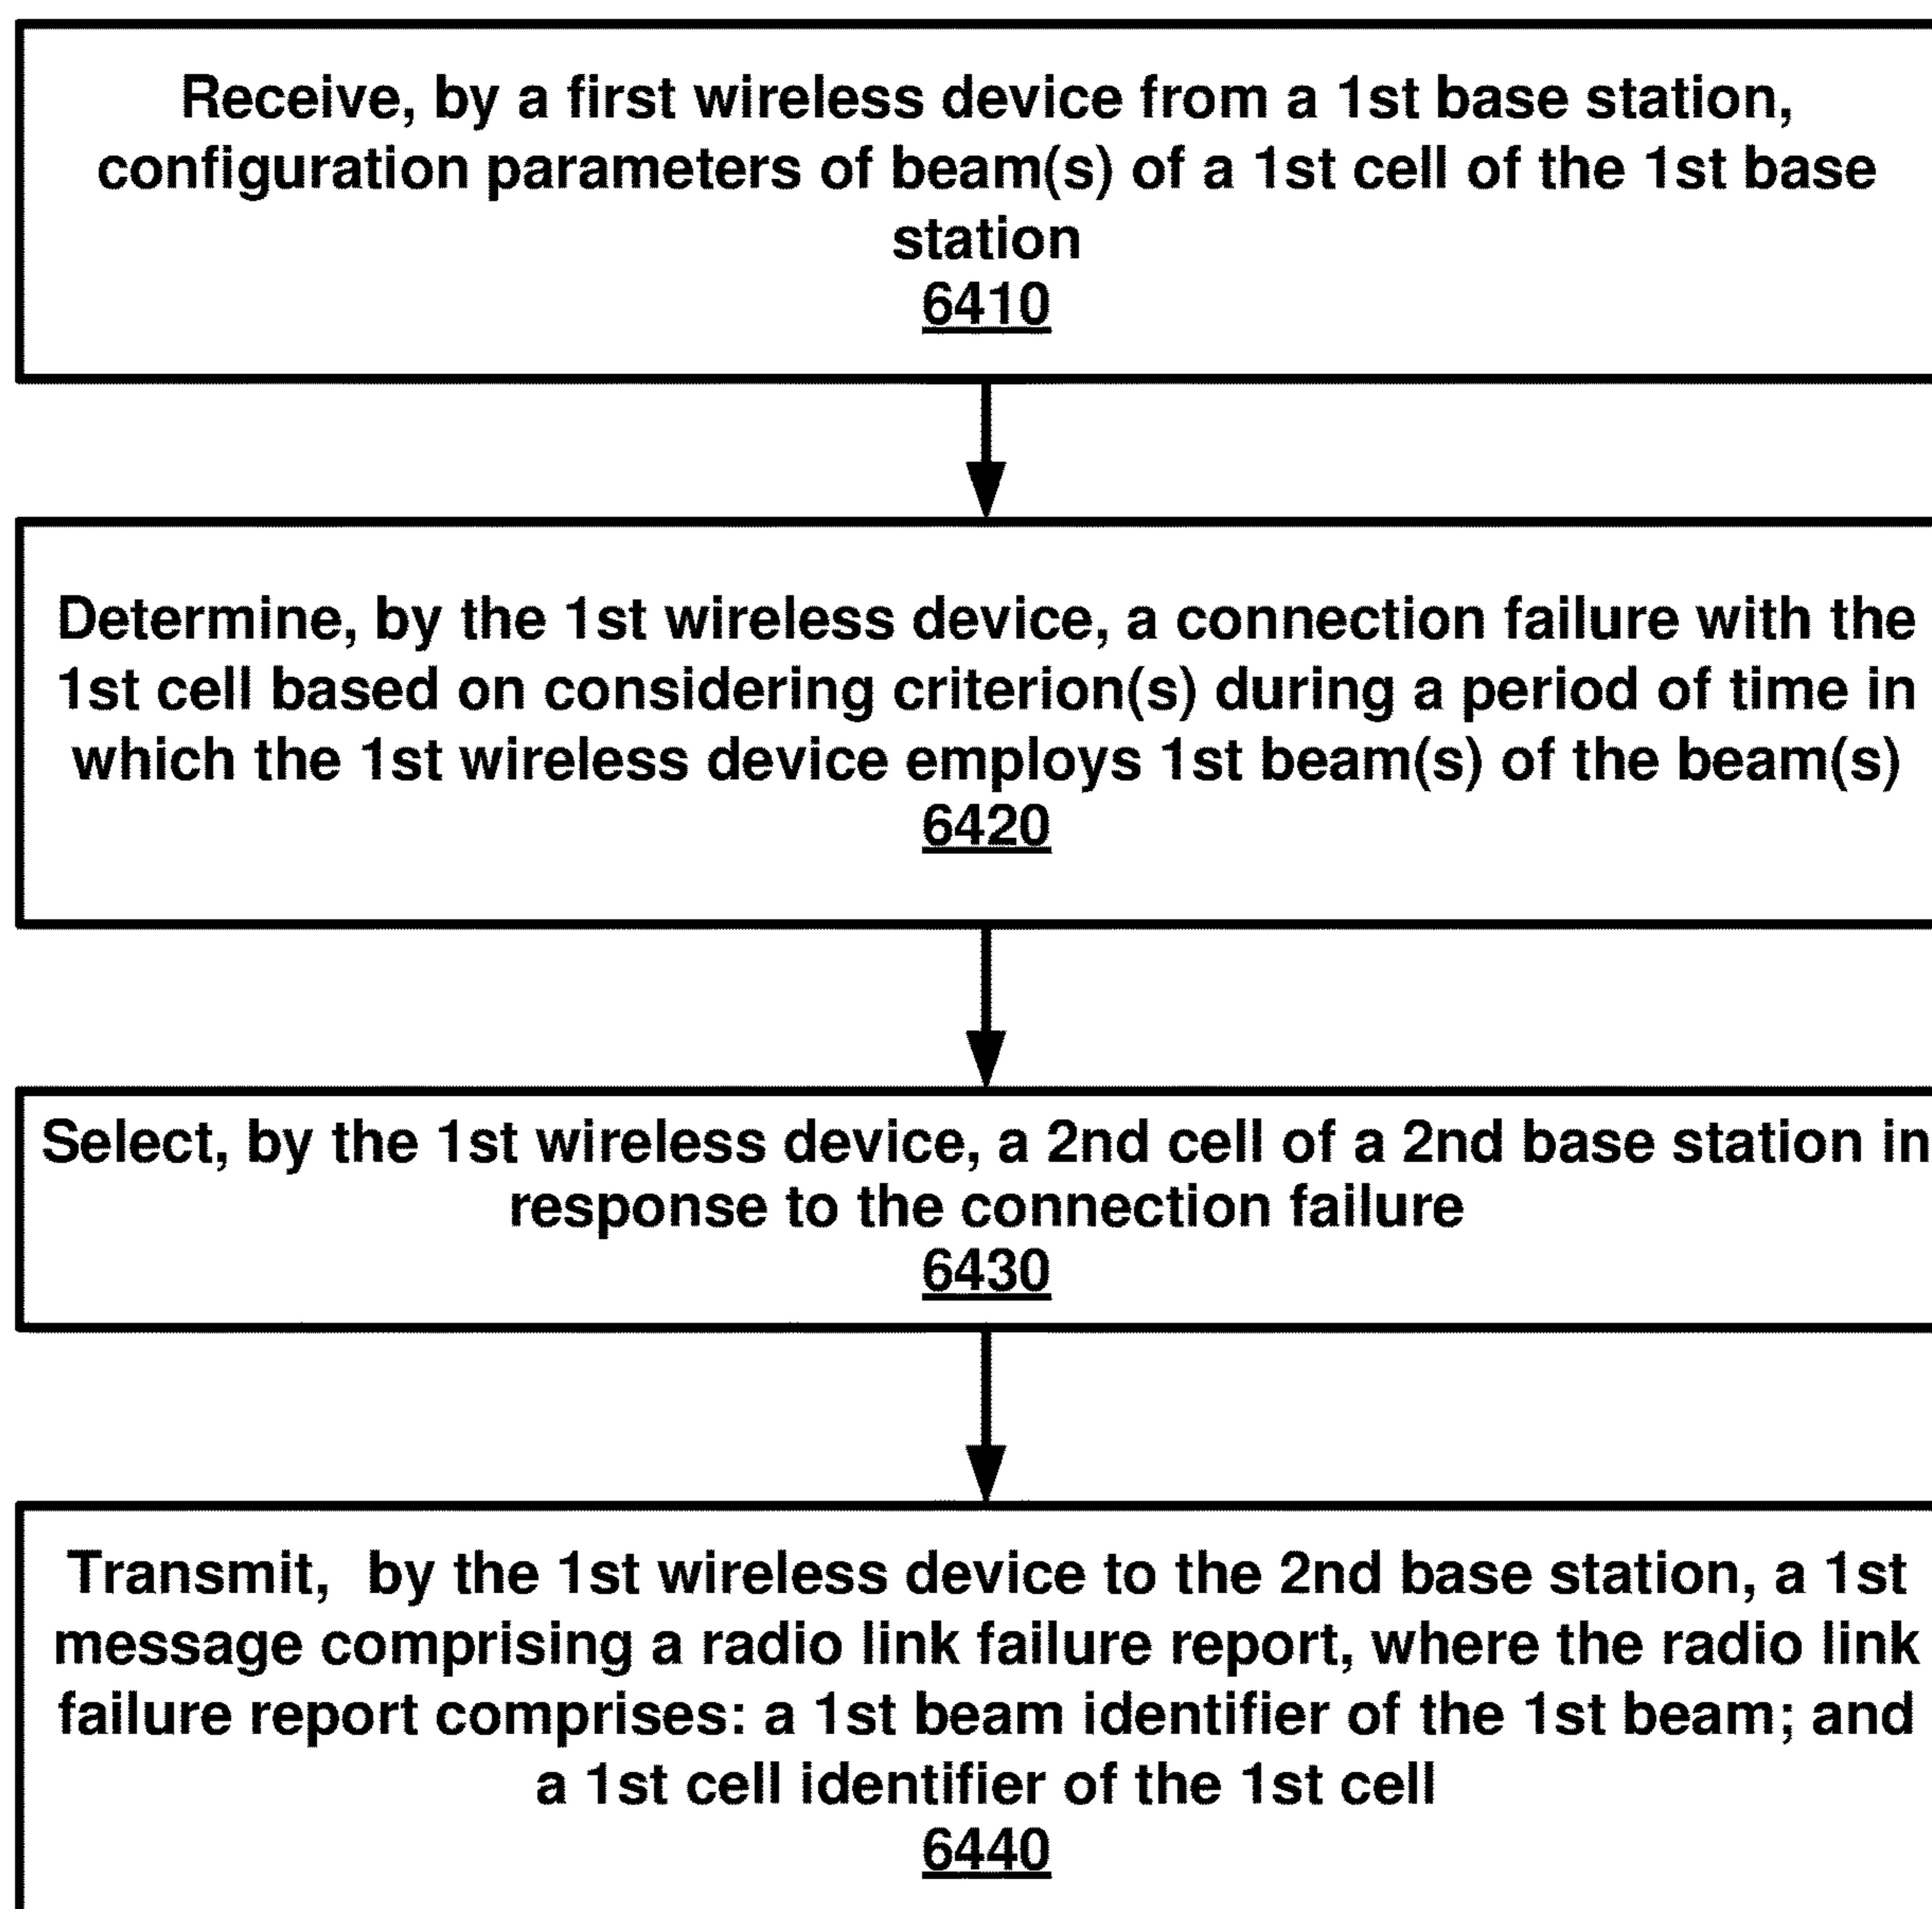 Receive, by a first wireless device from a 1st base station,
configuration parameters of beam(s) of a 1st cell of the 1st base
station
6410
Determine, by the 1st wireless device, a connection failure with the
1st cell based on considering criterion(s) during a period of time in
which the 1st wireless device employs 1st beam(s) of the beam(s)
6420
Select, by the 1st wireless device, a 2nd cell of a 2nd base station in
response to the connection failure
6430
Transmit, by the 1st wireless device to the 2nd base station, a 1st
message comprising a radio link failure report, where the radio link
failure report comprises: a 1st beam identifier of the 1st beam; and
a 1st cell identifier of the 1st cell
6440